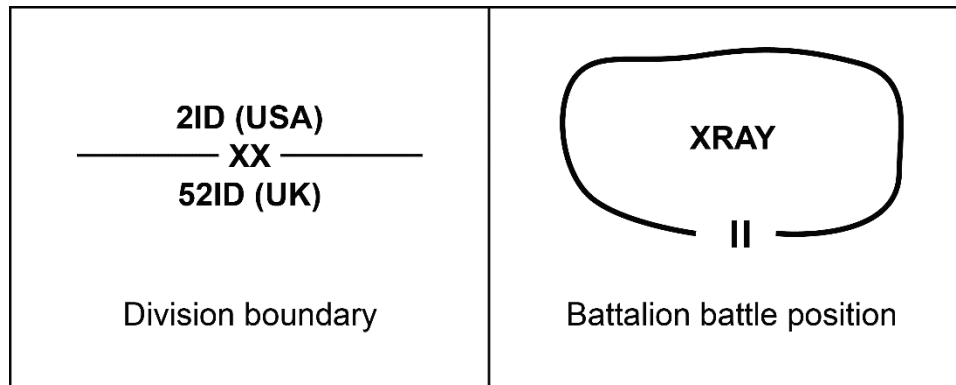 2ID (USA)
XX
52ID (UK)
Division boundary
XRAY
II
Battalion battle position